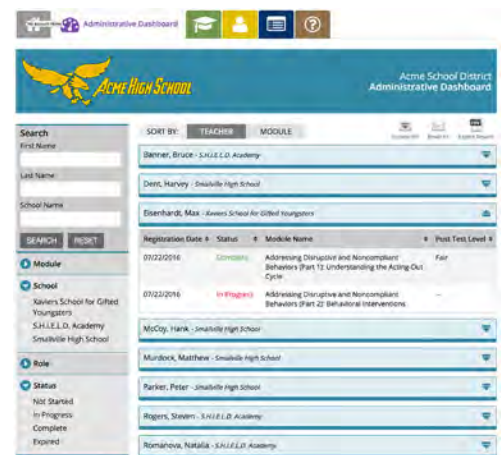 Administrative Dashboard
ACME HIGH SCHOOL
Acme School District
Administrative Dashboard
Search
First Name
Last Name
School Name
SEARCH RESET
Module
School
Xaviers School for Gifted
Youngsters
S.H.I.E.L.D. Academy
Smallville High School
Role
Status
Not Started
In Progress
Complete
Expired
SORT BY: TEACHER MODULE
Banner, Bruce - S.H.I.E.L.D. Academy
Dent, Harvey - Smallville High School
Eisenhardt, Max - Xaviers School for Gifted Youngsters
Registration Date Status Module Name Post Test Level
07/22/2016 Complete Addressing Disruptive and Noncompliant Fair
Behaviors (Part 1): Understanding the Acting-Out
Cycle
07/22/2016 In Progress Addressing Disruptive and Noncompliant --
Behaviors (Part 2): Behavioral Interventions
McCoy, Hank - Smallville High School
Murdock, Matthew - Smallville High School
Parker, Peter - Smallville High School
Rogers, Steven - S.H.I.E.L.D. Academy
Romanova, Natalia - S.H.I.E.L.D. Academy